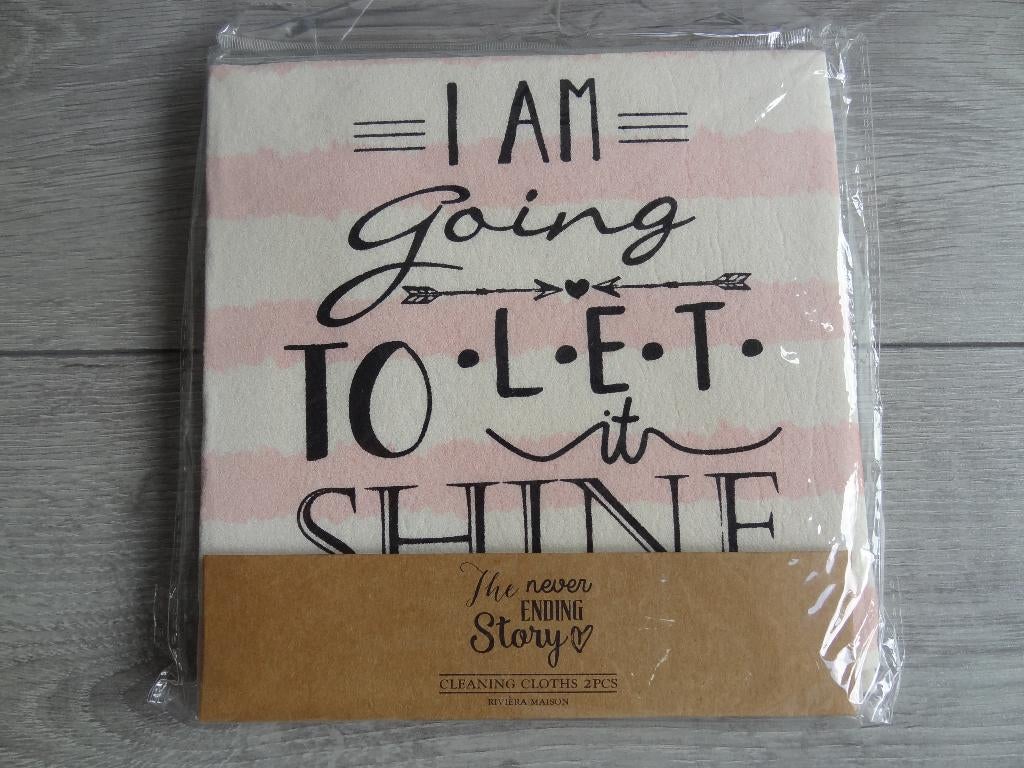 I AM
Going
TO •L•E•T•
it
SHINE
The never
ENDING
Story
CLEANING CLOTHS 2PCS
RIVIÈRA MAISON